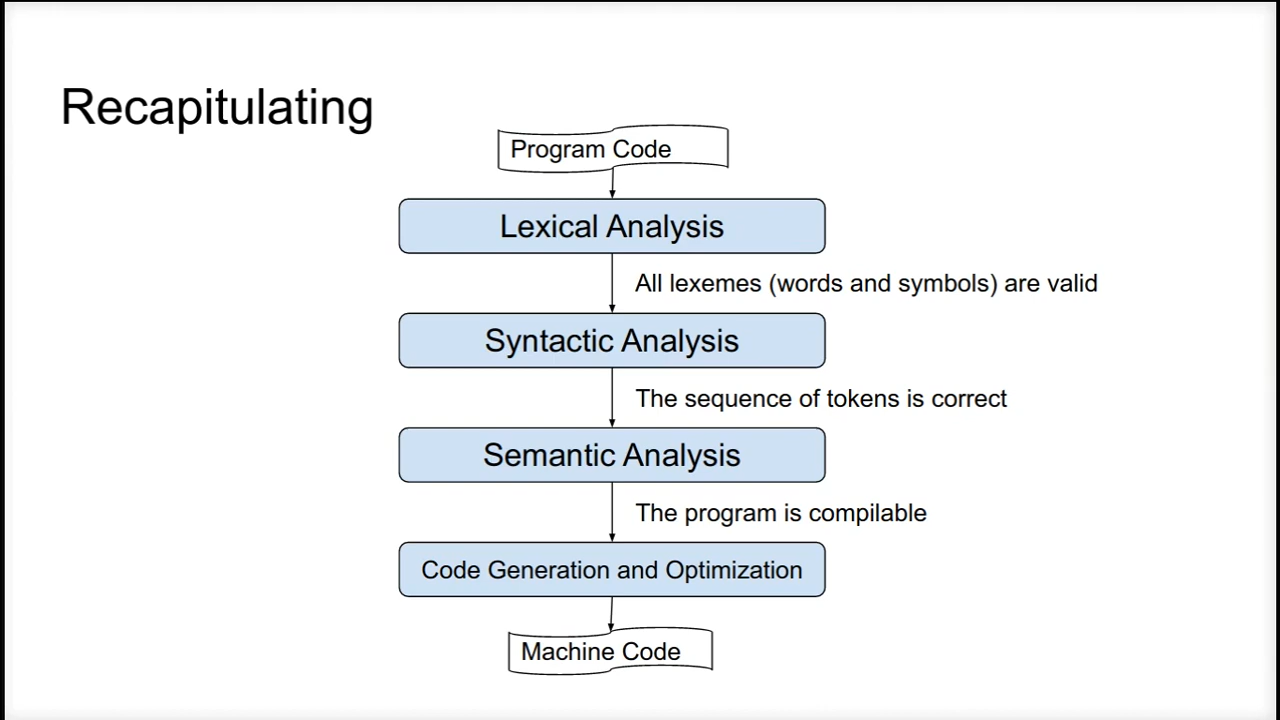 Recapitulating
Program Code
Lexical Analysis
All lexemes (words and symbols) are valid
Syntactic Analysis
The sequence of tokens is correct
Semantic Analysis
The program is compilable
Code Generation and Optimization
Machine Code